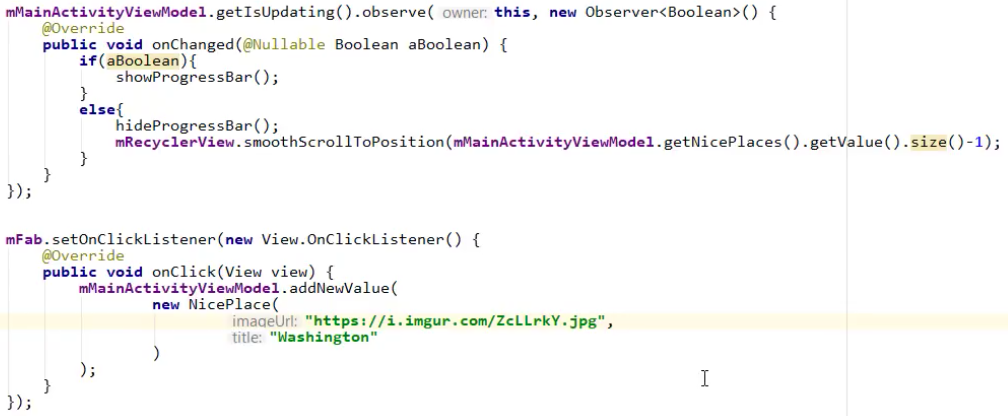 mMainActivityViewModel.getIsUpdating().observe( owner: this, new Observer<Boolean>() {
@Override
public void onChanged(@Nullable Boolean aBoolean) {
if(aBoolean){
showProgressBar();
}
else{
hideProgressBar();
mRecyclerView.smoothScrollToPosition(mMainActivityViewModel.getNicePlaces().getValue().size()-1);
}
}
});
mFab.setOnClickListener(new View.OnClickListener() {
@Override
public void onClick(View view) {
mMainActivityViewModel.addNewValue(
new NicePlace(
imageUrl: "https://i.imgur.com/ZcLLrkY.jpg",
title: "Washington"
)
);
}
});